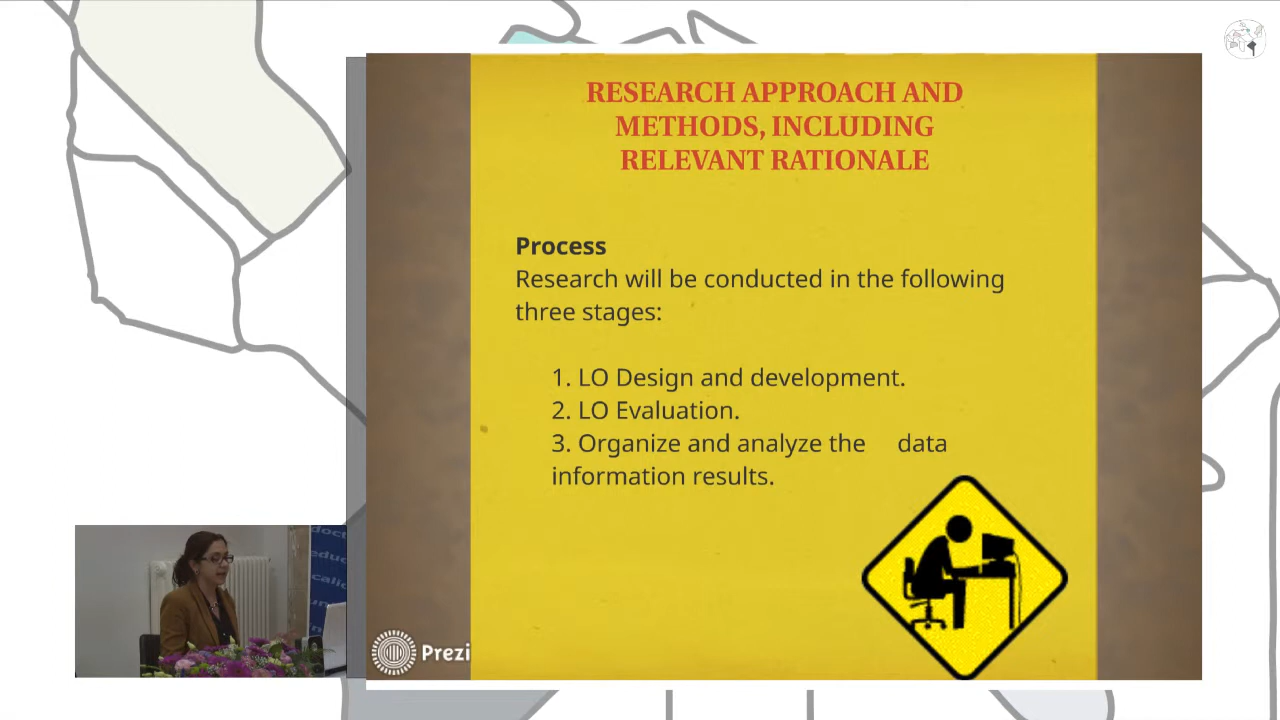 RESEARCH APPROACH AND
METHODS, INCLUDING
RELEVANT RATIONALE
Process
Research will be conducted in the following
three stages:
1. LO Design and development.
2. LO Evaluation.
3. Organize and analyze the data
information results.
Prezi